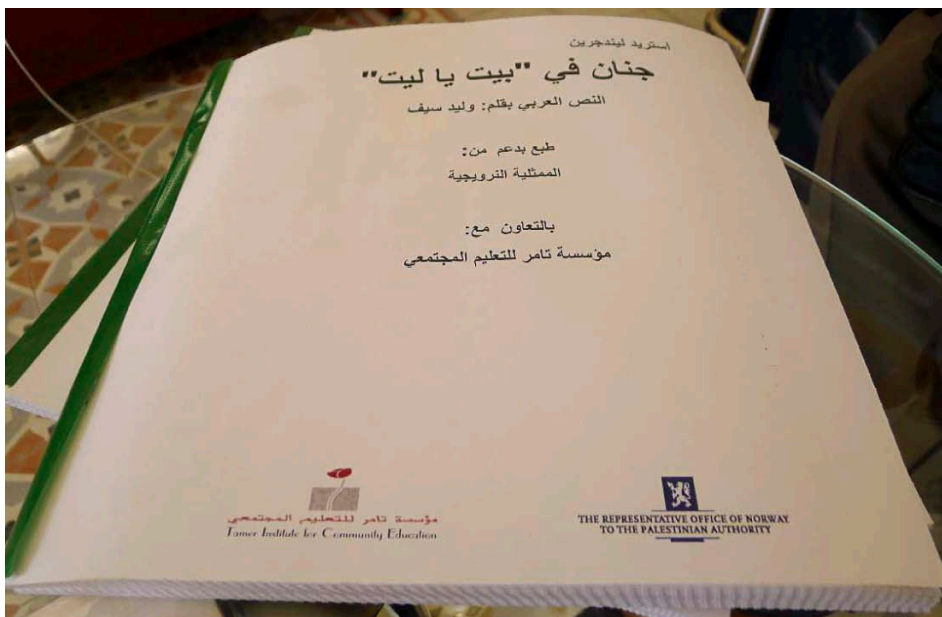 استريد ليندجرين
جنان في "بيت يا ليت"
النص العربي بقلم: وليد سيف
طبع بدعم من:
الممثلية النرويجية
بالتعاون مع:
مؤسسة تامر للتعليم المجتمعي
مؤسسة تامر للتعليم المجتمعي
Tamer Institute for Community Education
THE REPRESENTATIVE OFFICE OF NORWAY
TO THE PALESTINIAN AUTHORITY